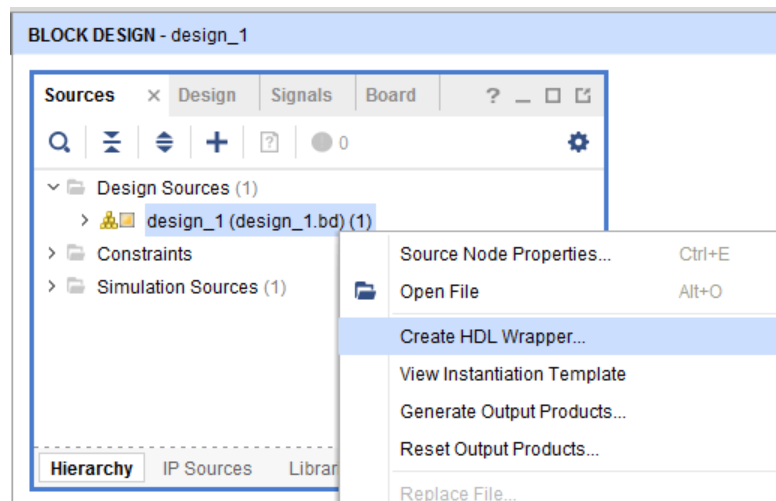 BLOCK DESIGN - design_1
Sources × Design Signals Board ?
? 0
Design Sources (1)
design_1 (design_1.bd) (1)
Constraints
Simulation Sources (1)
Source Node Properties... Ctrl+E
Open File Alt+O
Create HDL Wrapper...
View Instantiation Template
Generate Output Products...
Reset Output Products...
Hierarchy IP Sources Librar
Replace File...